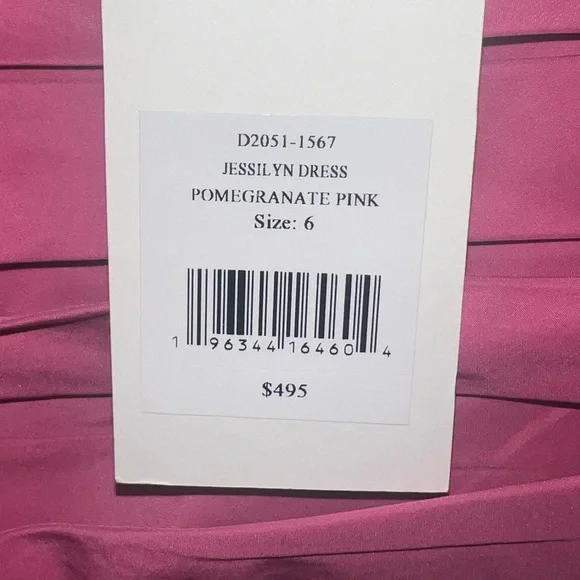 D2051-1567
JESSILYN DRESS
POMEGRANATE PINK
Size: 6
1 96344 16460 4
$495